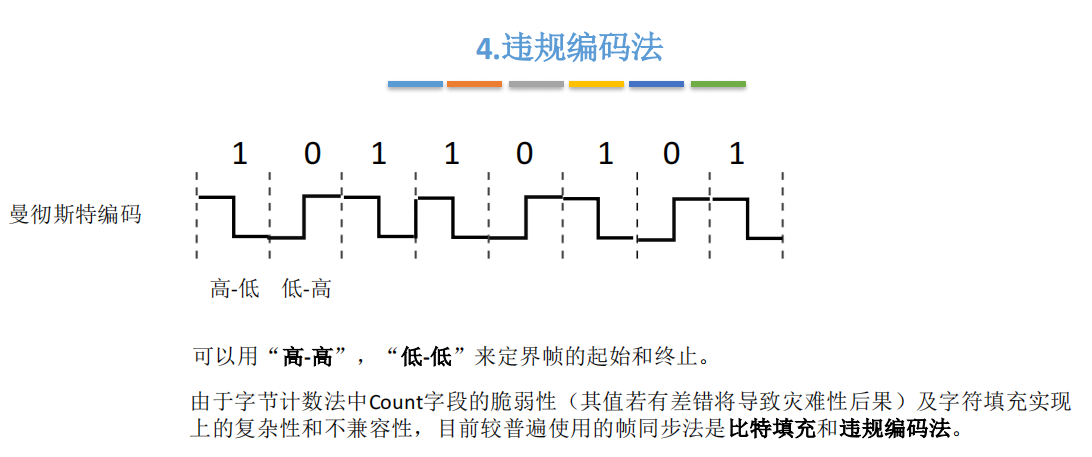 4.违规编码法
1 0 1 1 0 1 0 1
曼彻斯特编码
高-低 低-高
可以用“高-高”，“低-低”来定界帧的起始和终止。
由于字节计数法中Count字段的脆弱性（其值若有差错将导致灾难性后果）及字符填充实现
上的复杂性和不兼容性，目前较普遍使用的帧同步法是比特填充和违规编码法。